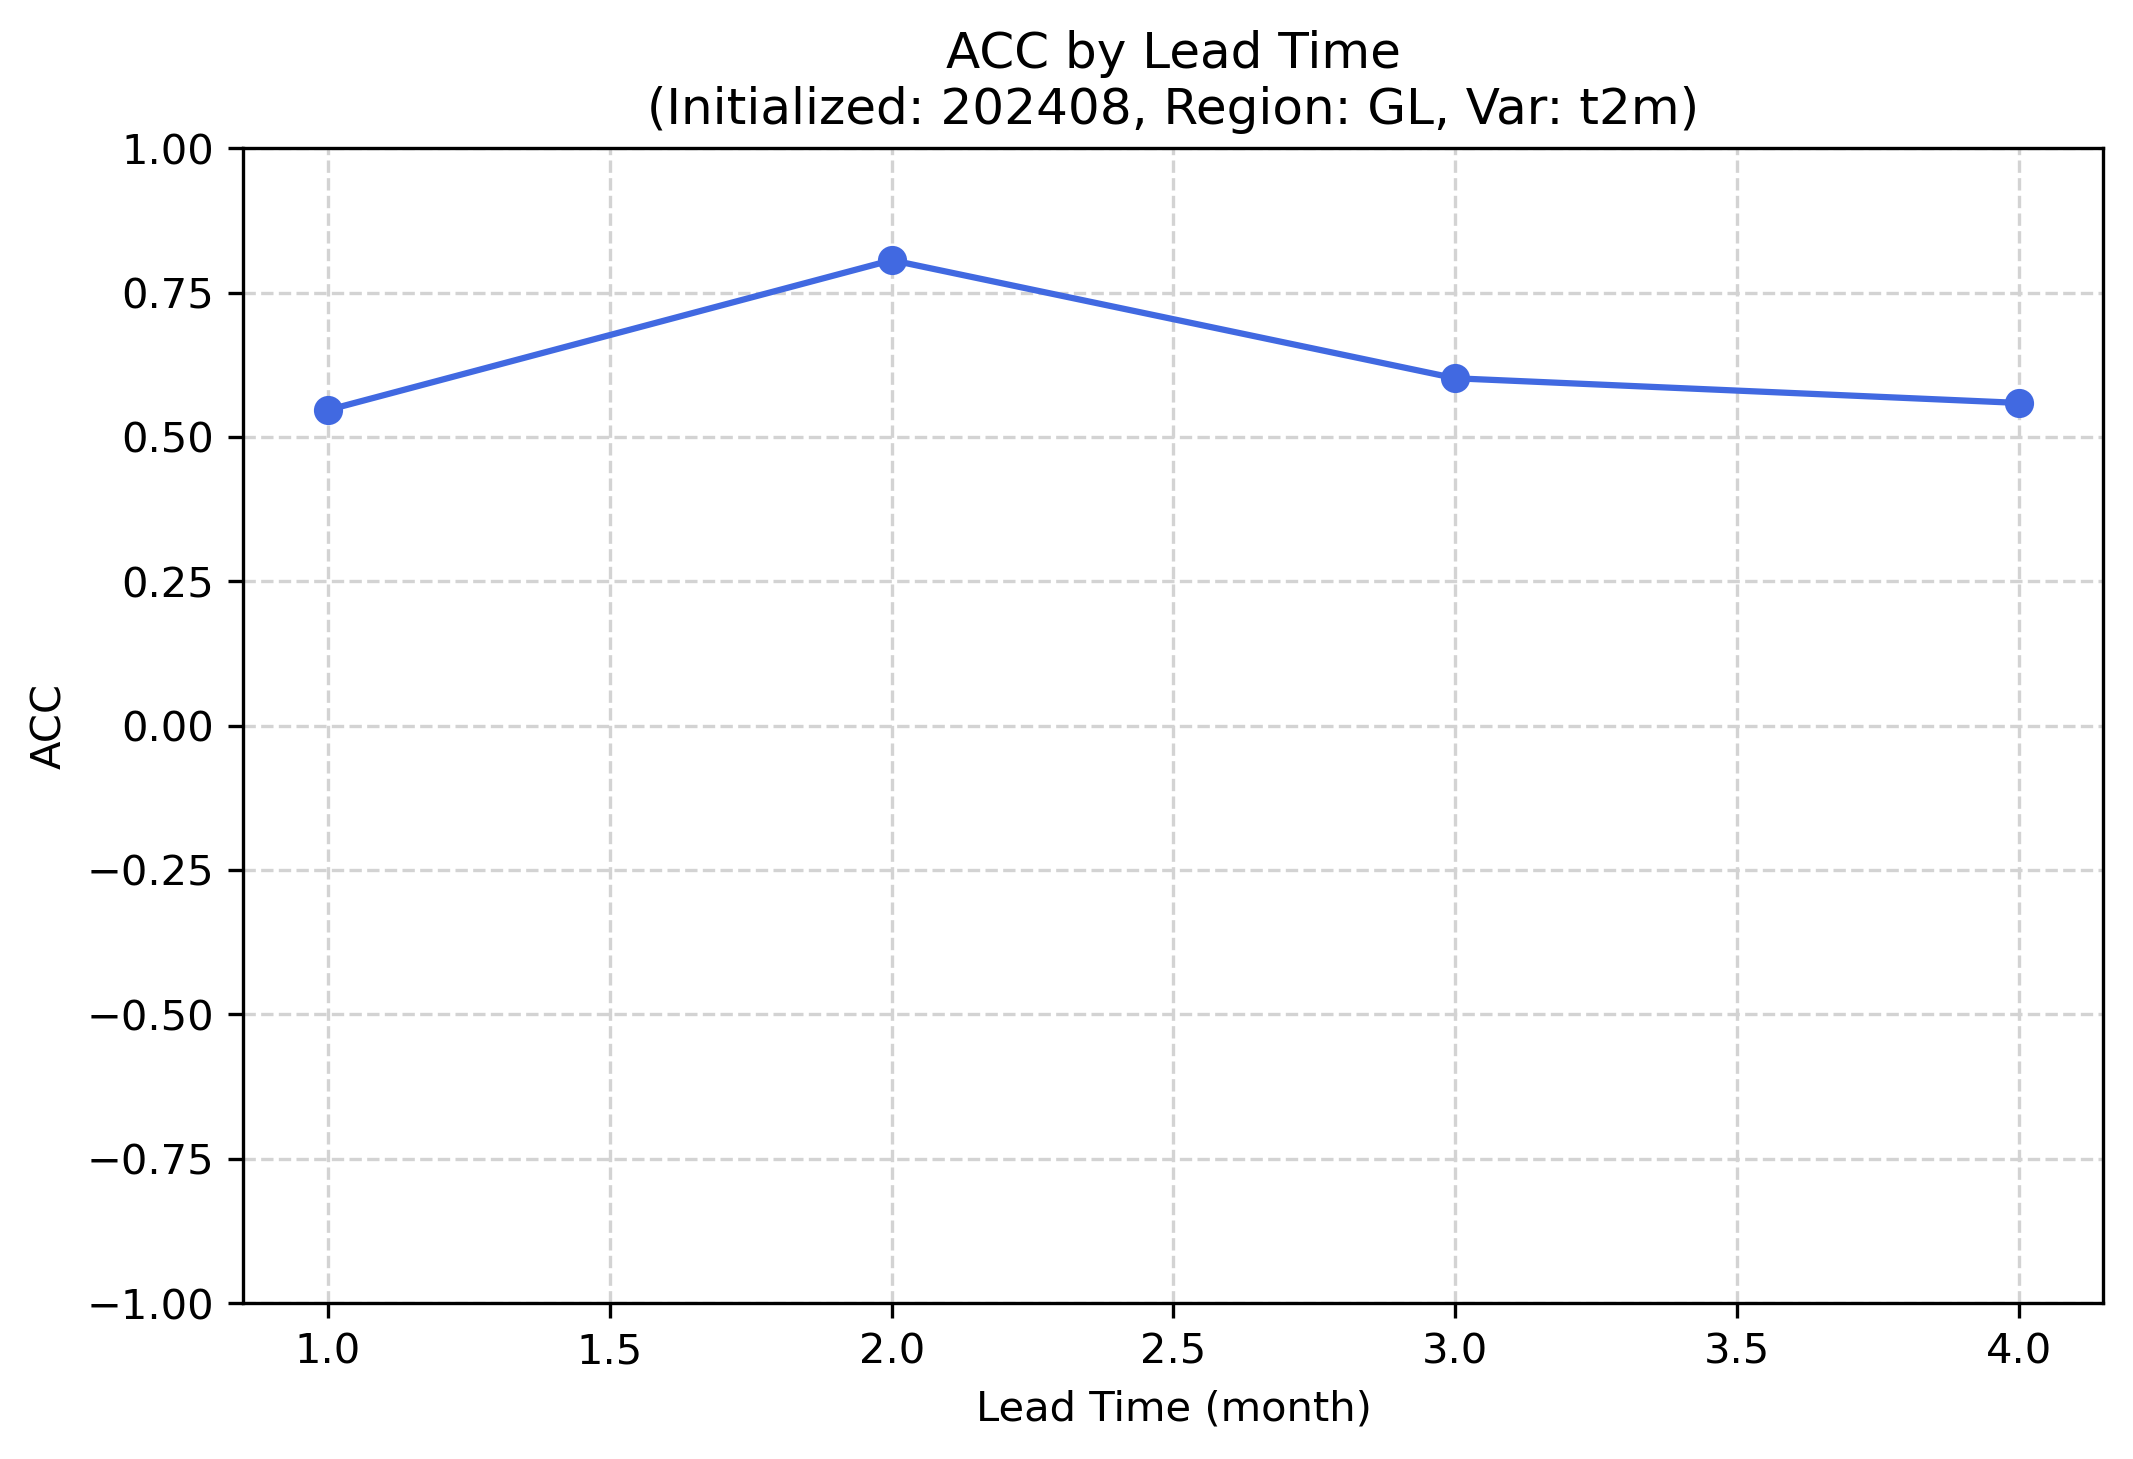 ACC by Lead Time
(Initialized: 202408, Region: GL, Var: t2m)
1.00
0.75
0.50
0.25
0.00
−0.25
−0.50
−0.75
−1.00
ACC
1.0 1.5 2.0 2.5 3.0 3.5 4.0
Lead Time (month)